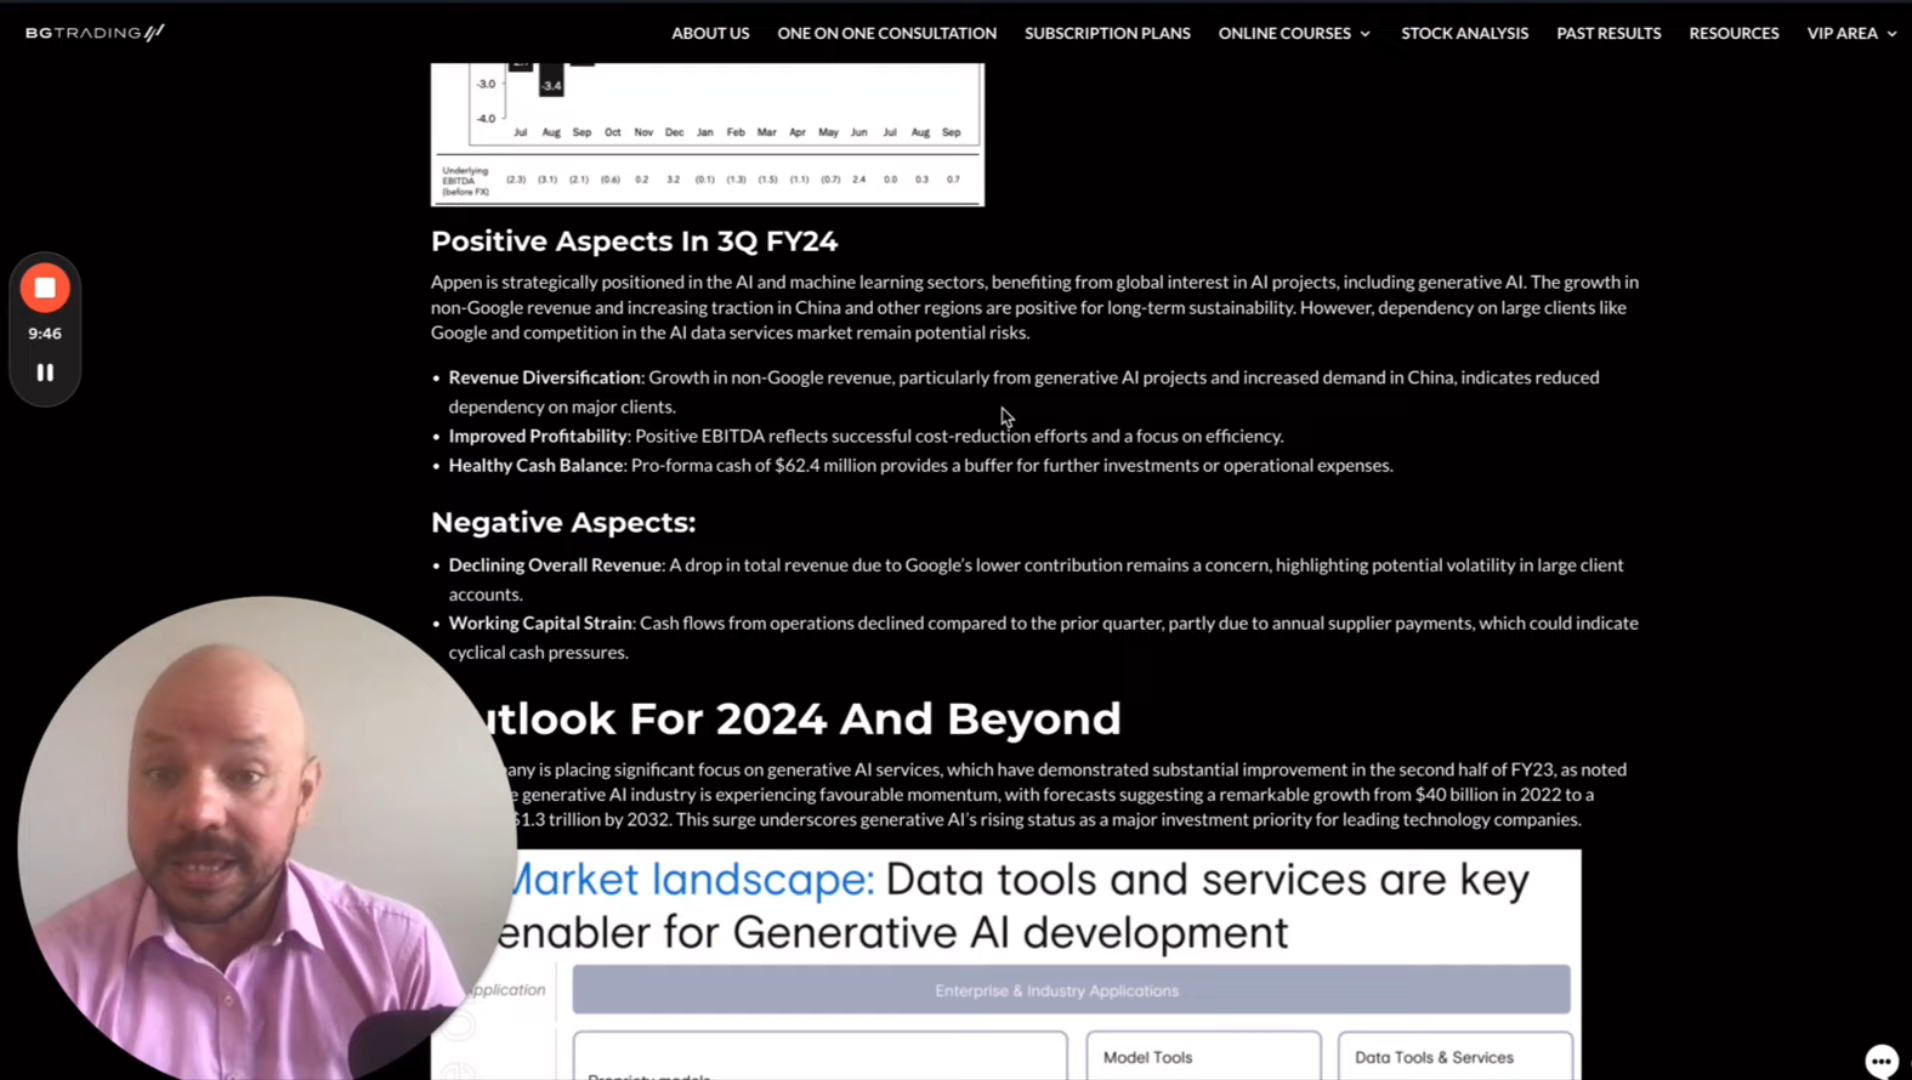 BGTRADING
ABOUT US ONE ON ONE CONSULTATION SUBSCRIPTION PLANS ONLINE COURSES STOCK ANALYSIS PAST RESULTS RESOURCES VIP AREA
-3.0
-3.4
-4.0
Jul Aug Sep Oct Nov Dec Jan Feb Mar Apr May Jun Jul Aug Sep
Underlying
EBITDA
(before FX)
(2.3) (3.1) (2.1) (0.6) 0.2 3.2 (0.1) (1.3) (1.5) (1.1) (0.7) 2.4 0.0 0.3 0.7
Positive Aspects In 3Q FY24
Appen is strategically positioned in the AI and machine learning sectors, benefiting from global interest in AI projects, including generative AI. The growth in
non-Google revenue and increasing traction in China and other regions are positive for long-term sustainability. However, dependency on large clients like
Google and competition in the AI data services market remain potential risks.
9:46
• Revenue Diversification: Growth in non-Google revenue, particularly from generative AI projects and increased demand in China, indicates reduced
dependency on major clients.
• Improved Profitability: Positive EBITDA reflects successful cost-reduction efforts and a focus on efficiency.
• Healthy Cash Balance: Pro-forma cash of $62.4 million provides a buffer for further investments or operational expenses.
Negative Aspects:
• Declining Overall Revenue: A drop in total revenue due to Google's lower contribution remains a concern, highlighting potential volatility in large client
accounts.
• Working Capital Strain: Cash flows from operations declined compared to the prior quarter, partly due to annual supplier payments, which could indicate
cyclical cash pressures.
utlook For 2024 And Beyond
any is placing significant focus on generative AI services, which have demonstrated substantial improvement in the second half of FY23, as noted
e generative AI industry is experiencing favourable momentum, with forecasts suggesting a remarkable growth from $40 billion in 2022 to a
$1.3 trillion by 2032. This surge underscores generative AI's rising status as a major investment priority for leading technology companies.
Market landscape: Data tools and services are key
enabler for Generative AI development
pplication
Enterprise & Industry Applications
Model Tools
Data Tools & Services